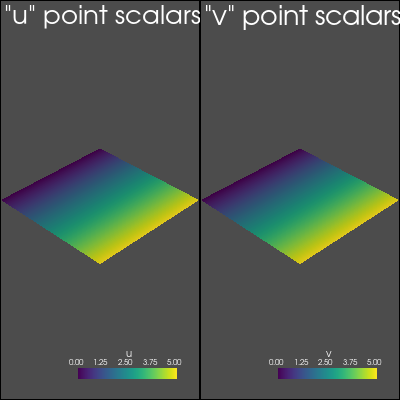 "u" point scalars
"v" point scalars
u
0.00 1.25 2.50 3.75 5.00
v
0.00 1.25 2.50 3.75 5.00